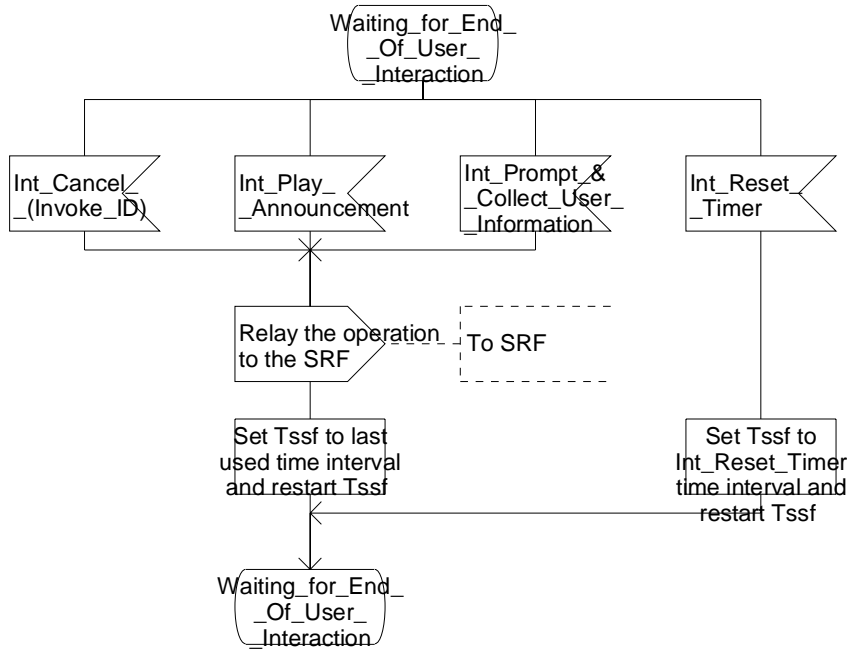 Waiting_for_End_
_Of_User_
_Interaction
Int_Cancel_
_(Invoke_ID)
Int_Play_
_Announcement
Int_Prompt_&
_Collect_User_
_Information
Int_Reset_
_Timer
Relay the operation
to the SRF
To SRF
Set Tssf to last
used time interval
and restart Tssf
Set Tssf to
Int_Reset_Timer
time interval and
restart Tssf
Waiting_for_End_
_Of_User_
_Interaction